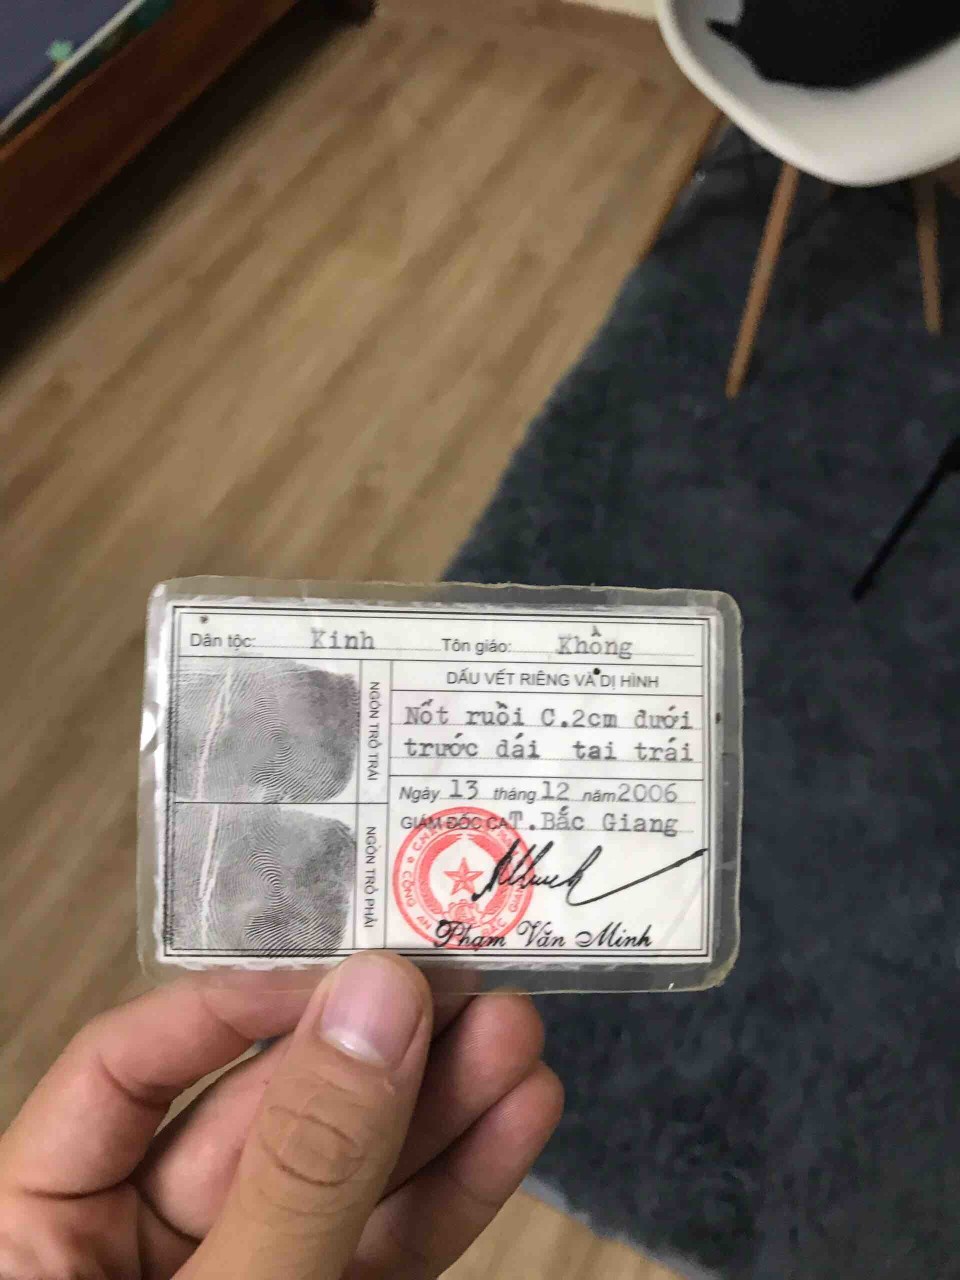 Dân tộc: Kinh Tôn giáo: Không
DẤU VẾT RIÊNG VÀ DỊ HÌNH
NGÓN TRỎ TRÁI
Nốt ruồi C.2cm dưới
trước dái tai trái
Ngày 13 tháng 12 năm 2006
GIÁM ĐỐC CA T. Bắc Giang
NGÓN TRỎ PHẢI
CÔNG AN
Phạm Văn Minh